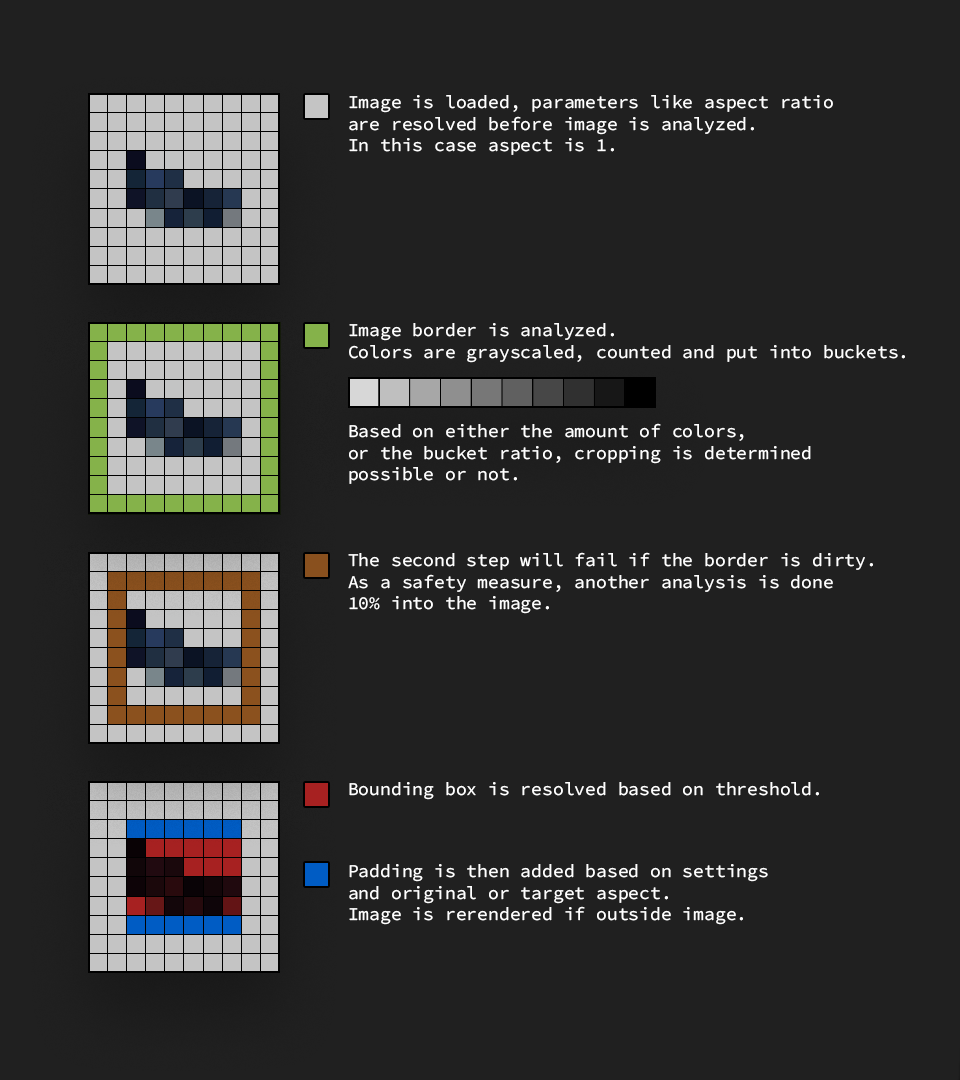 Image is loaded, parameters like aspect ratio
are resolved before image is analyzed.
In this case aspect is 1.
Image border is analyzed.
Colors are grayscaled, counted and put into buckets.
Based on either the amount of colors,
or the bucket ratio, cropping is determined
possible or not.
The second step will fail if the border is dirty.
As a safety measure, another analysis is done
10% into the image.
Bounding box is resolved based on threshold.
Padding is then added based on settings
and original or target aspect.
Image is rerendered if outside image.